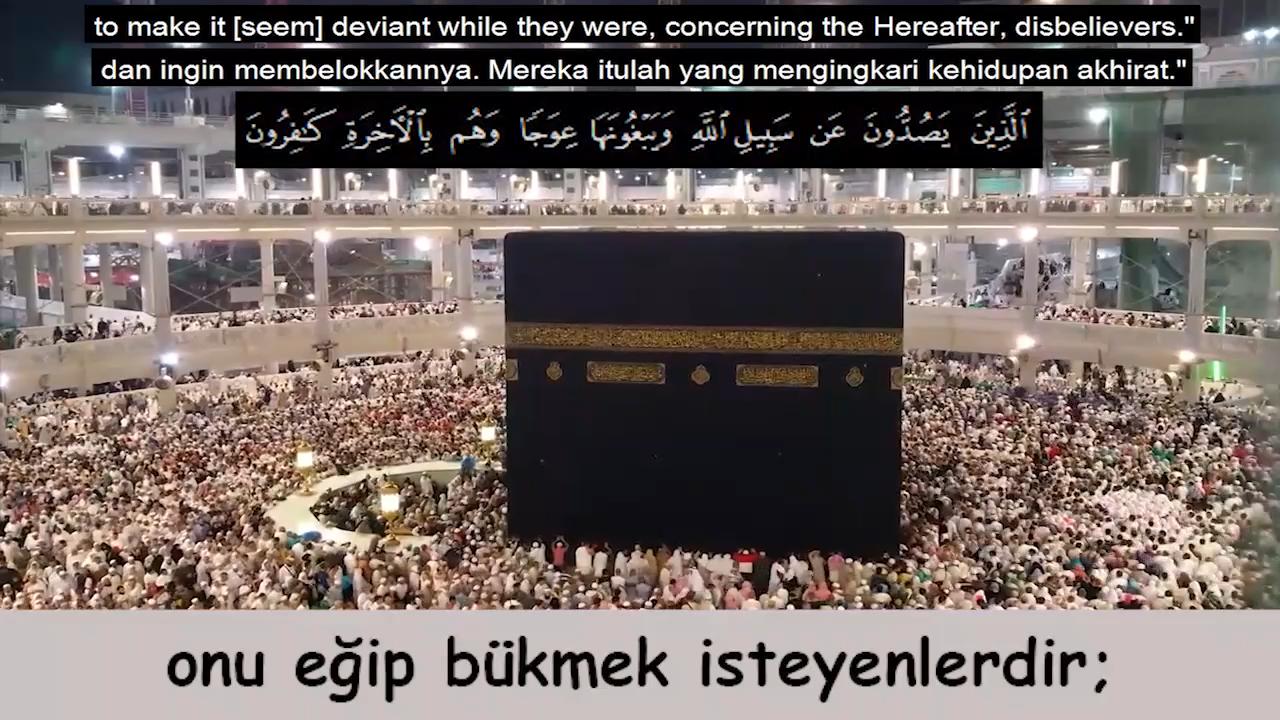 to make it [seem] deviant while they were, concerning the Hereafter, disbelievers."
dan ingin membelokkannya. Mereka itulah yang mengingkari kehidupan akhirat."
ٱلَّذِينَ يَصُدُّونَ عَن سَبِيلِ ٱللَّهِ وَيَبْغُونَهَا عِوَجًا وَهُم بِٱلْـَٔاخِرَةِ كَـٰفِرُونَ
onu eğip bükmek isteyenlerdir;